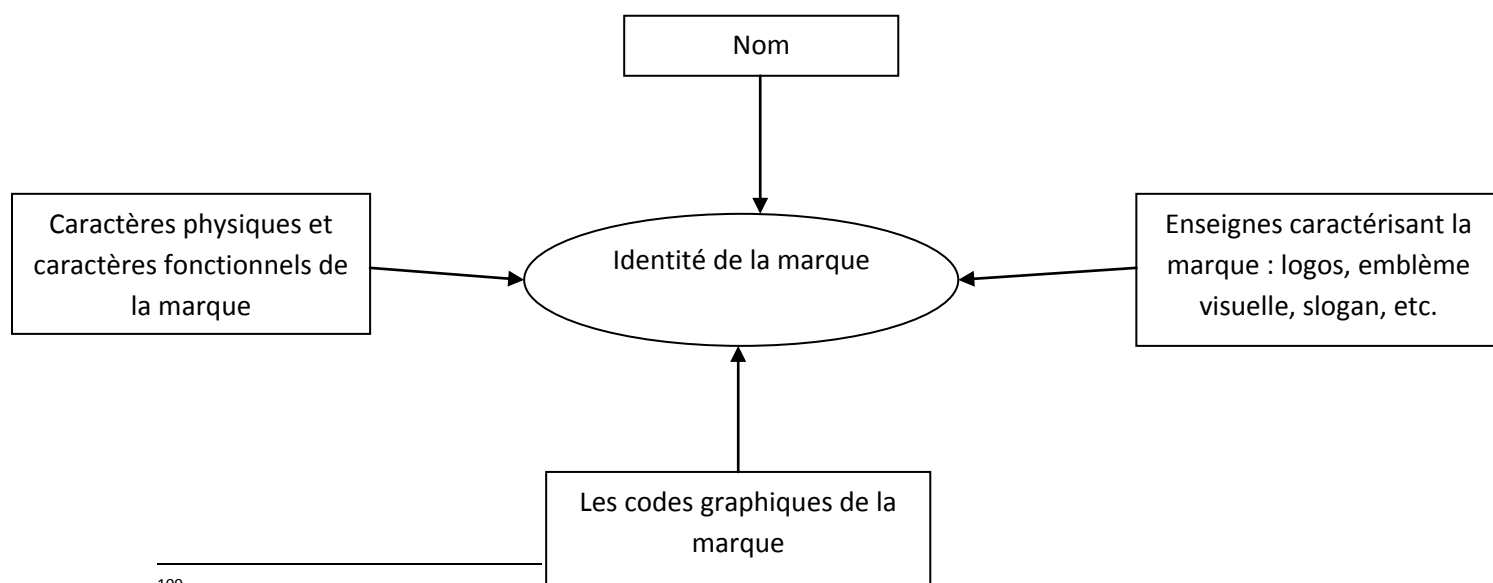 Nom
Caractères physiques et
caractères fonctionnels de
la marque
Identité de la marque
Enseignes caractérisant la
marque : logos, emblème
visuelle, slogan, etc.
Les codes graphiques de la
marque